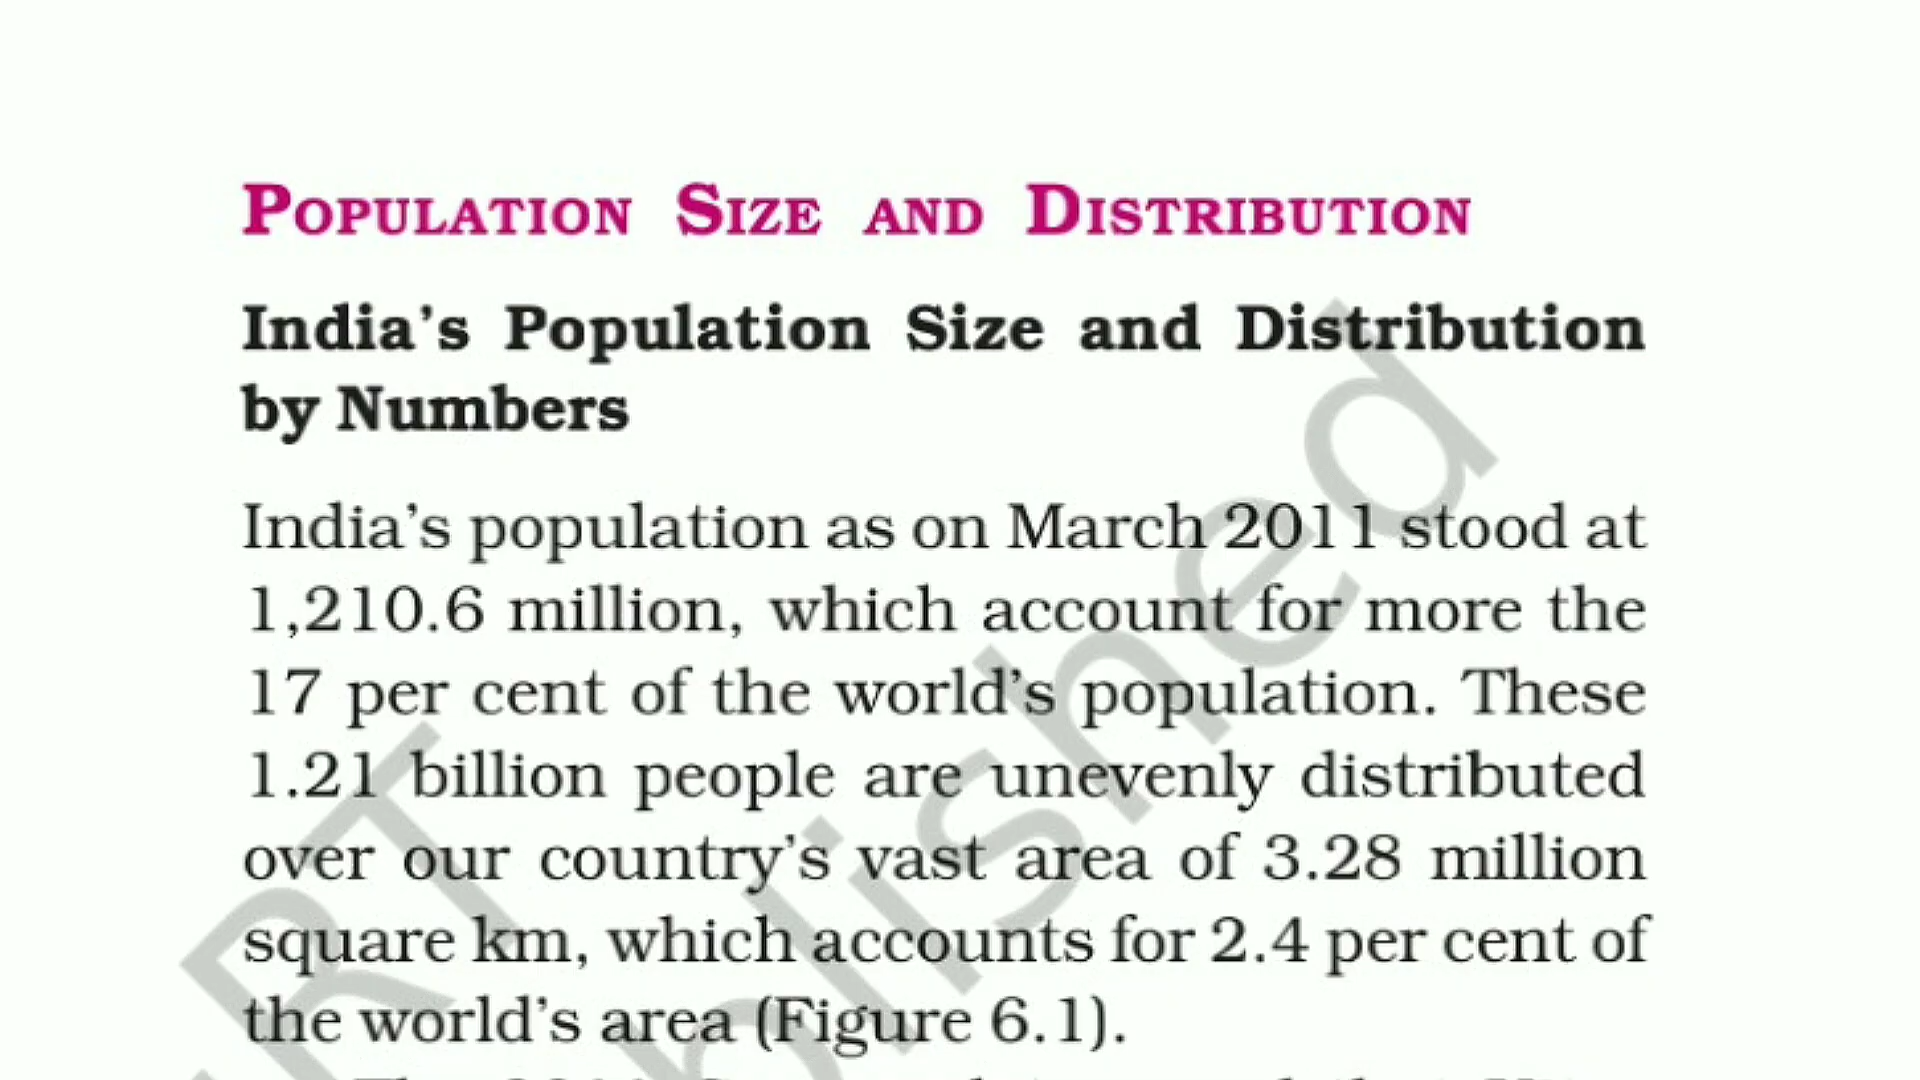 POPULATION SIZE AND DISTRIBUTION
India’s Population Size and Distribution
by Numbers
India’s population as on March 2011 stood at
1,210.6 million, which account for more the
17 per cent of the world’s population. These
1.21 billion people are unevenly distributed
over our country’s vast area of 3.28 million
square km, which accounts for 2.4 per cent of
the world’s area (Figure 6.1).